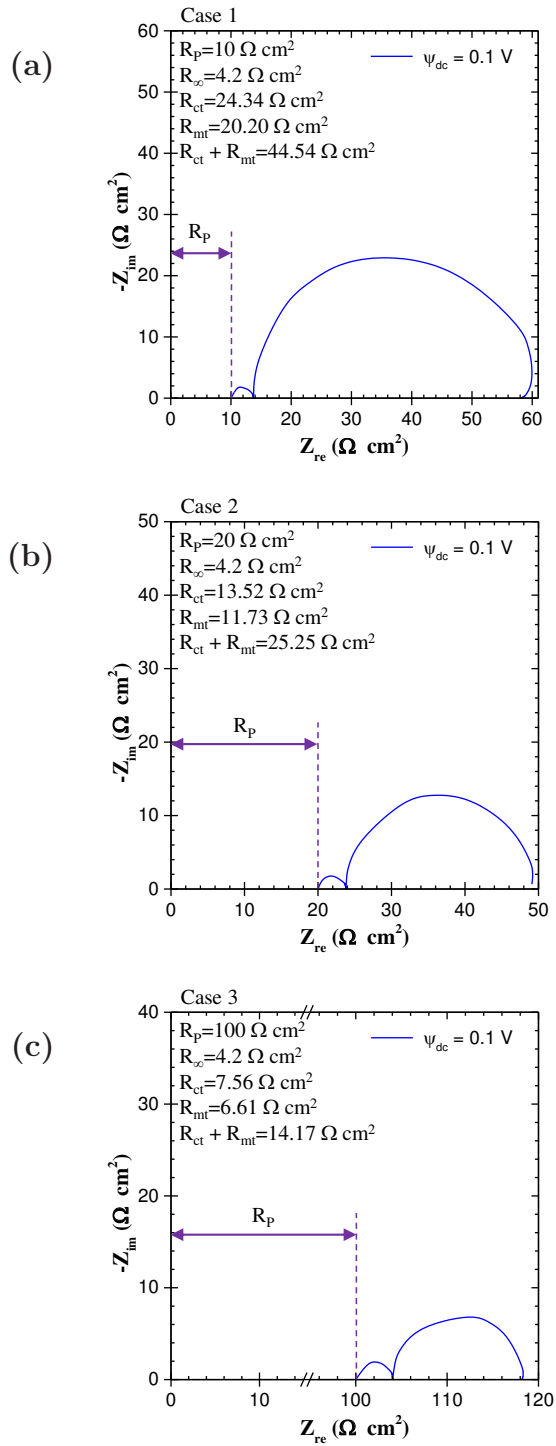 Case 1
(a)
60
50
40
30
20
10
0
-Z_im (Ω cm²)
R_P=10 Ω cm²
R_∞=4.2 Ω cm²
R_ct=24.34 Ω cm²
R_mt=20.20 Ω cm²
R_ct + R_mt=44.54 Ω cm²
ψ_dc = 0.1 V
R_P
0 10 20 30 40 50 60
Z_re (Ω cm²)
Case 2
(b)
50
40
30
20
10
0
-Z_im (Ω cm²)
R_P=20 Ω cm²
R_∞=4.2 Ω cm²
R_ct=13.52 Ω cm²
R_mt=11.73 Ω cm²
R_ct + R_mt=25.25 Ω cm²
ψ_dc = 0.1 V
R_P
0 10 20 30 40 50
Z_re (Ω cm²)
Case 3
(c)
40
30
20
10
0
-Z_im (Ω cm²)
R_P=100 Ω cm²
R_∞=4.2 Ω cm²
R_ct=7.56 Ω cm²
R_mt=6.61 Ω cm²
R_ct + R_mt=14.17 Ω cm²
ψ_dc = 0.1 V
R_P
0 10 100 110 120
Z_re (Ω cm²)